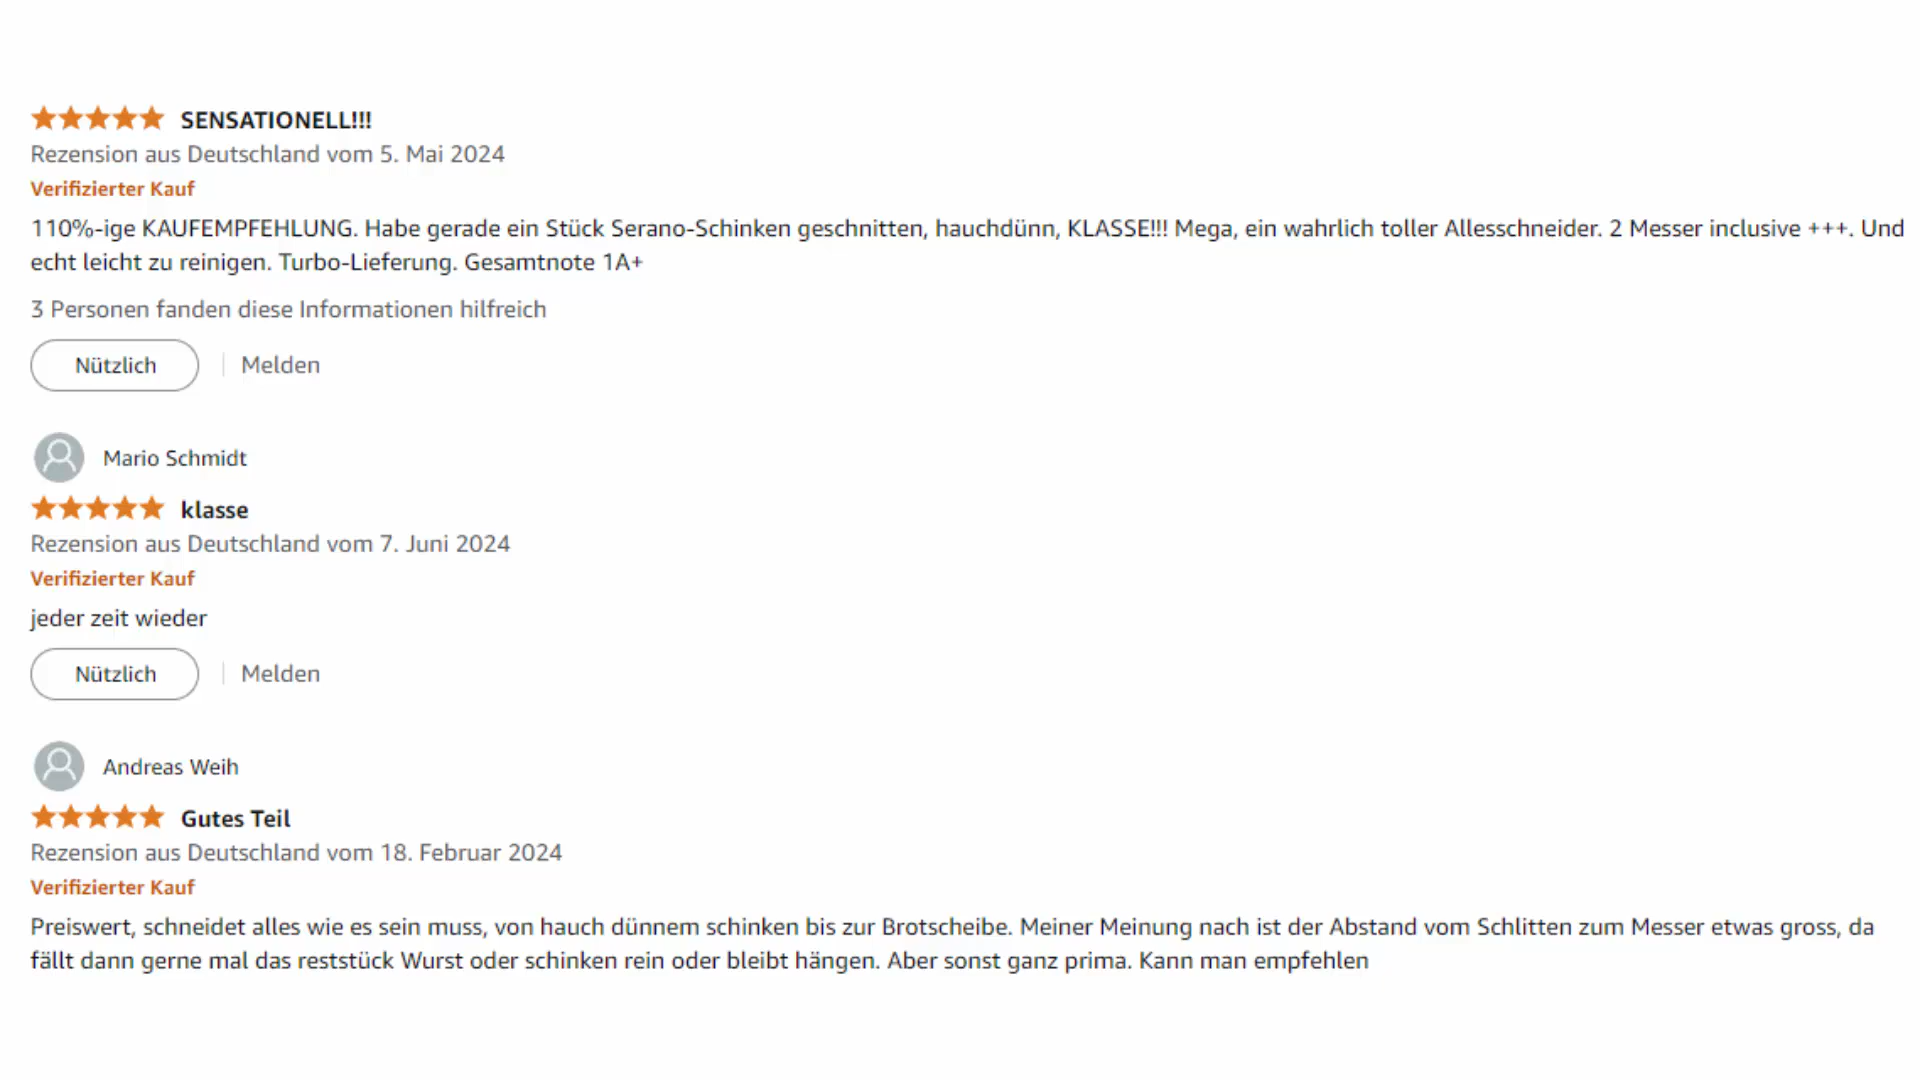 SENSATIONELL!!!
Rezension aus Deutschland vom 5. Mai 2024
Verifizierter Kauf
110%-ige KAUFEMPFEHLUNG. Habe gerade ein Stück Serano-Schinken geschnitten, hauchdünn, KLASSE!!! Mega, ein wahrlich toller Allesschneider. 2 Messer inclusive +++. Und
echt leicht zu reinigen. Turbo-Lieferung. Gesamtnote 1A+
3 Personen fanden diese Informationen hilfreich
Nützlich | Melden
Mario Schmidt
klasse
Rezension aus Deutschland vom 7. Juni 2024
Verifizierter Kauf
jeder zeit wieder
Nützlich | Melden
Andreas Weih
Gutes Teil
Rezension aus Deutschland vom 18. Februar 2024
Verifizierter Kauf
Preiswert, schneidet alles wie es sein muss, von hauch dünnem schinken bis zur Brotscheibe. Meiner Meinung nach ist der Abstand vom Schlitten zum Messer etwas gross, da
fällt dann gerne mal das reststück Wurst oder schinken rein oder bleibt hängen. Aber sonst ganz prima. Kann man empfehlen